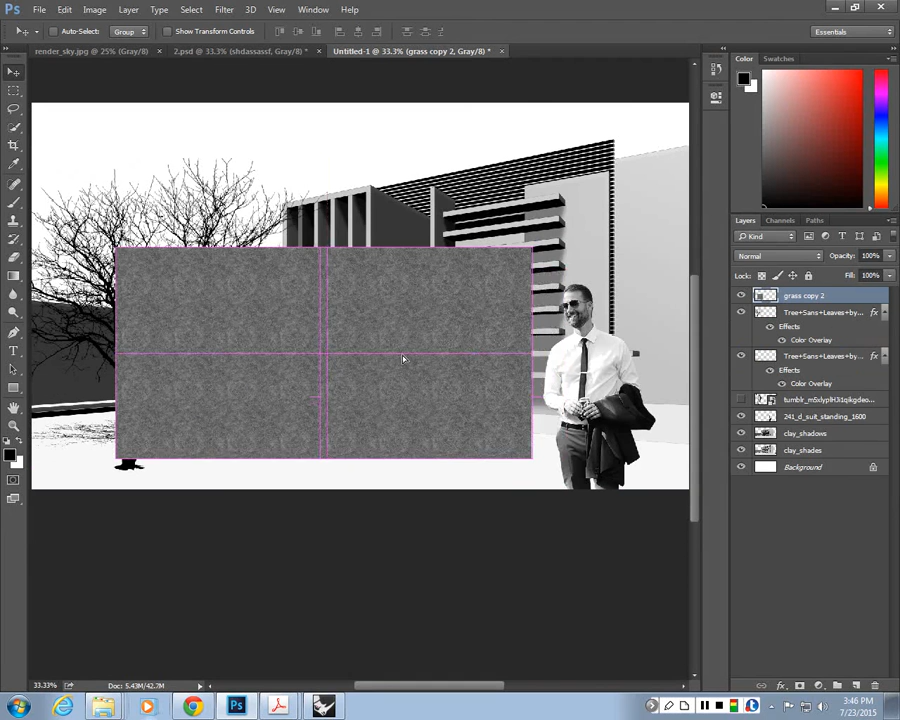 Ps File Edit Image Layer Type Select Filter 3D View Window Help
Auto-Select: Group Show Transform Controls Essentials
render_sky.jpg @ 25% (Gray/8) × 2.psd @ 33.3% (shdassassf, Gray/8) * × Untitled-1 @ 33.3% (grass copy 2, Gray/8) * ×
Color Swatches
Layers Channels Paths
Kind
Normal Opacity: 100%
Lock: Fill: 100%
grass copy 2
Tree+Sans+Leaves+by... fx
Effects
Color Overlay
Tree+Sans+Leaves+by... fx
Effects
Color Overlay
241_d_suit_standing_1600
clay_shadows
clay_shades
Background
33.33% Doc: 5.43M/42.7M
3:46 PM
7/23/2015